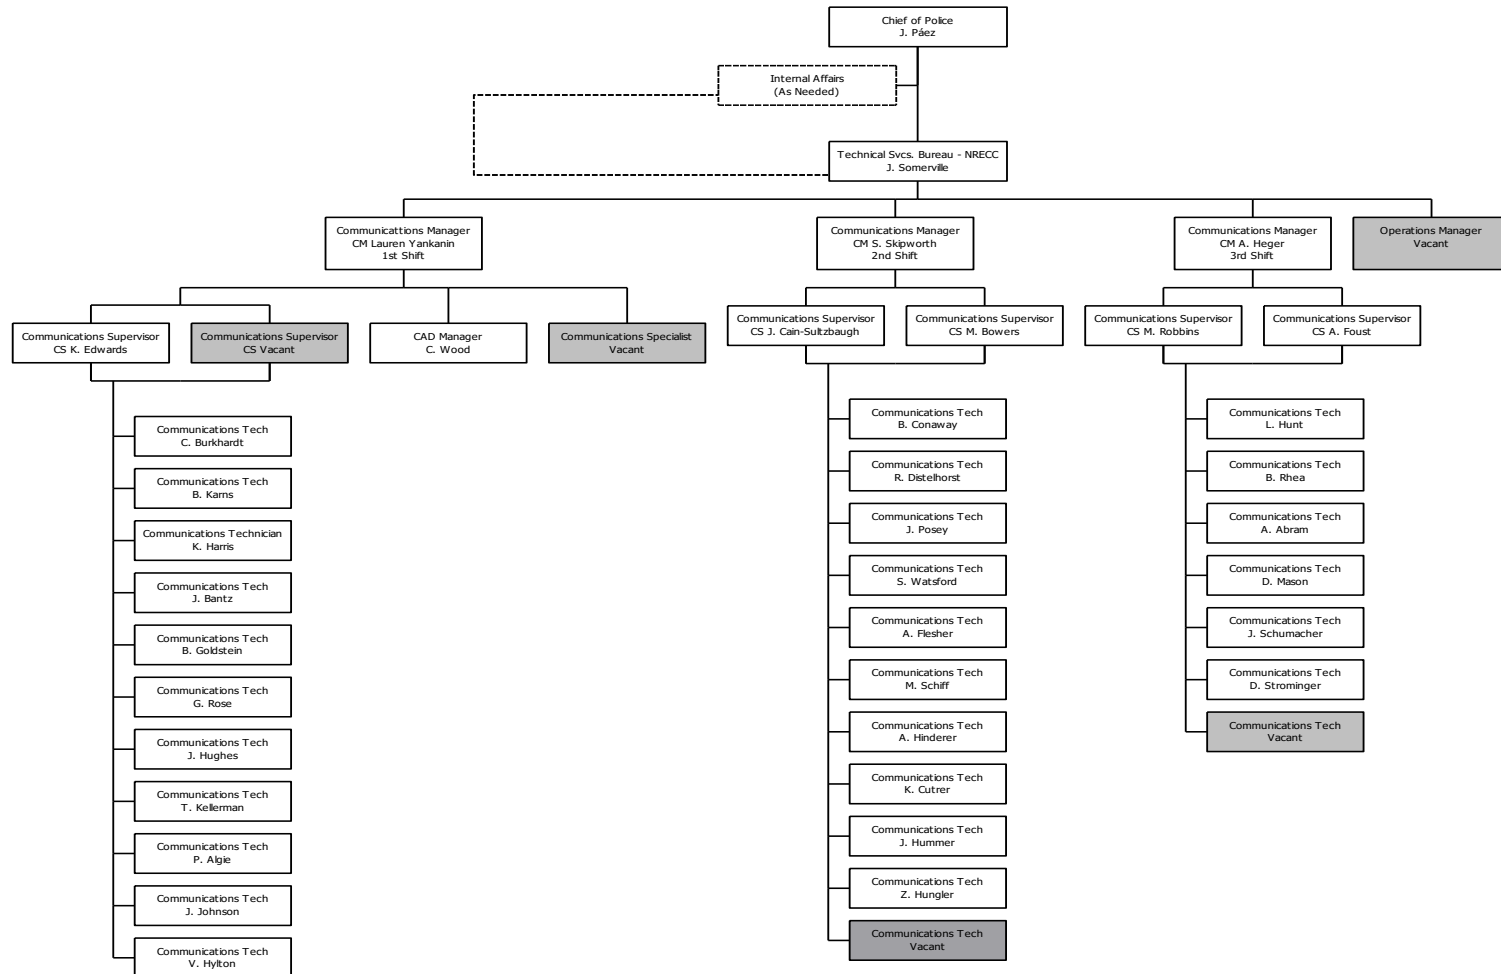 Chief of Police
J. Páez
Internal Affairs
(As Needed)
Technical Svcs. Bureau - NRECC
J. Somerville
Communicattions Manager
CM Lauren Yankanin
1st Shift
Communications Manager
CM S. Skipworth
2nd Shift
Communications Manager
CM A. Heger
3rd Shift
Operations Manager
Vacant
Communications Supervisor
CS K. Edwards
Communications Supervisor
CS Vacant
CAD Manager
C. Wood
Communications Specialist
Vacant
Communications Supervisor
CS J. Cain-Sultzbaugh
Communications Supervisor
CS M. Bowers
Communications Supervisor
CS M. Robbins
Communications Supervisor
CS A. Foust
Communications Tech
C. Burkhardt
Communications Tech
B. Karns
Communications Technician
K. Harris
Communications Tech
J. Bantz
Communications Tech
B. Goldstein
Communications Tech
G. Rose
Communications Tech
J. Hughes
Communications Tech
T. Kellerman
Communications Tech
P. Algie
Communications Tech
J. Johnson
Communications Tech
V. Hylton
Communications Tech
B. Conaway
Communications Tech
R. Distelhorst
Communications Tech
J. Posey
Communications Tech
S. Watsford
Communications Tech
A. Flesher
Communications Tech
M. Schiff
Communications Tech
A. Hinderer
Communications Tech
K. Cutrer
Communications Tech
J. Hummer
Communications Tech
Z. Hungler
Communications Tech
Vacant
Communications Tech
L. Hunt
Communications Tech
B. Rhea
Communications Tech
A. Abram
Communications Tech
D. Mason
Communications Tech
J. Schumacher
Communications Tech
D. Strominger
Communications Tech
Vacant